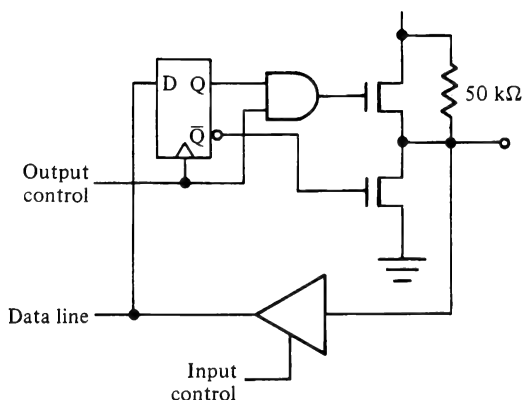 D Q
50 kΩ
Q̅
Output
control
Data line
Input
control